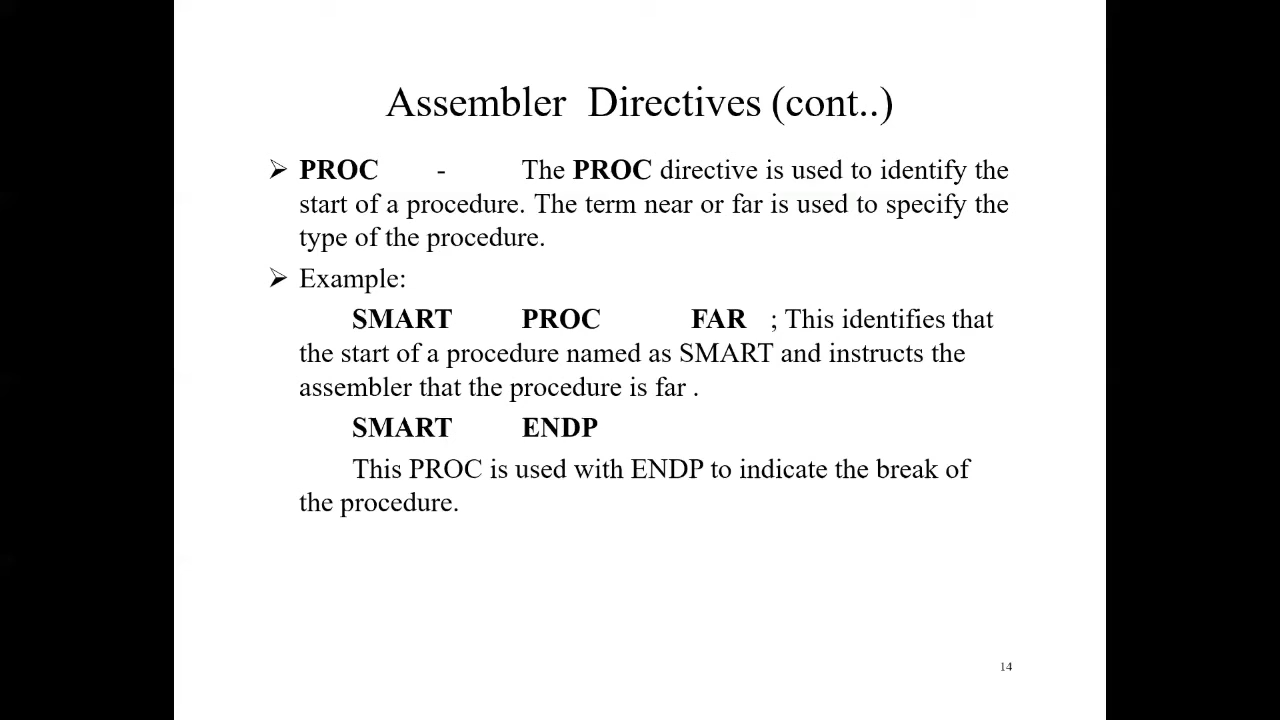 Assembler Directives (cont..)
➢ PROC - The PROC directive is used to identify the
start of a procedure. The term near or far is used to specify the
type of the procedure.
➢ Example:
SMART PROC FAR ; This identifies that
the start of a procedure named as SMART and instructs the
assembler that the procedure is far .
SMART ENDP
This PROC is used with ENDP to indicate the break of
the procedure.
14